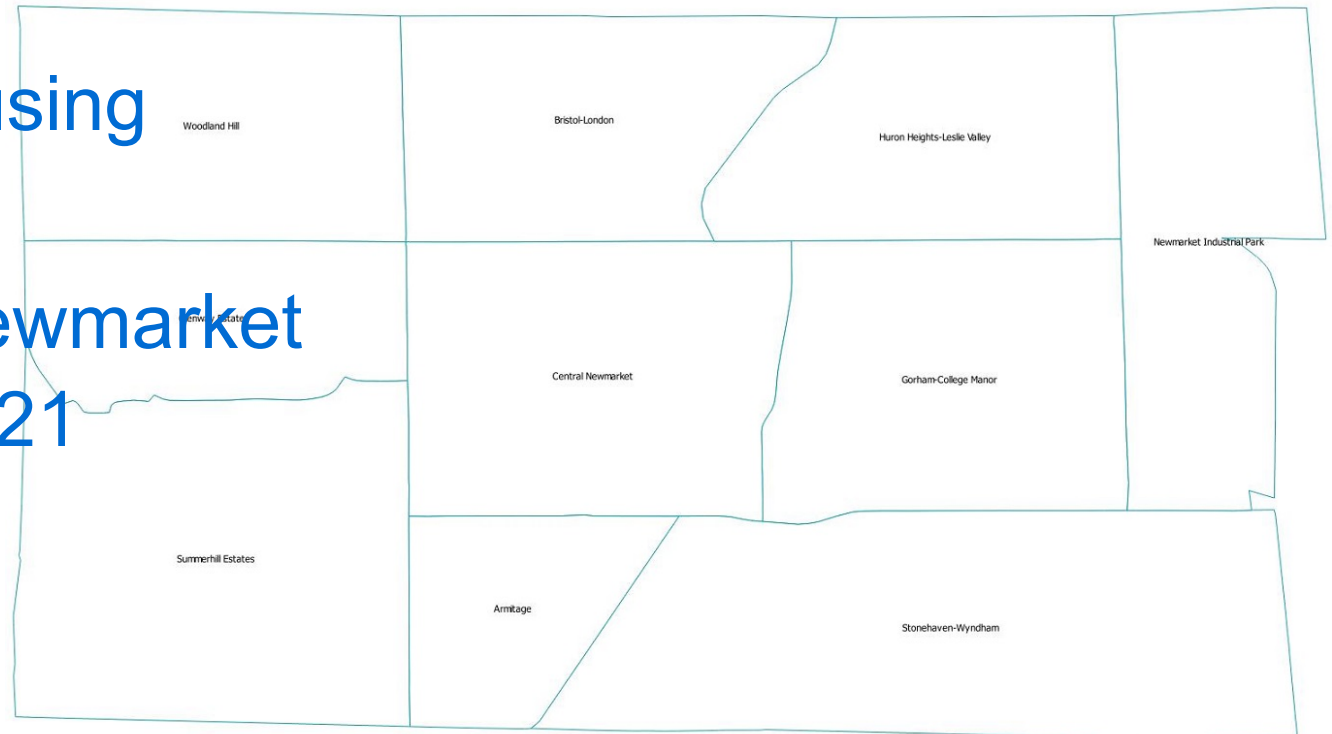 using
Woodland Hill
Bristol-London
Huron Heights-Leslie Valley
Newmarket Industrial Park
ewmarket
Central Newmarket
Gorham-College Manor
21
Summerhill Estates
Armitage
Stonehaven-Wyndham